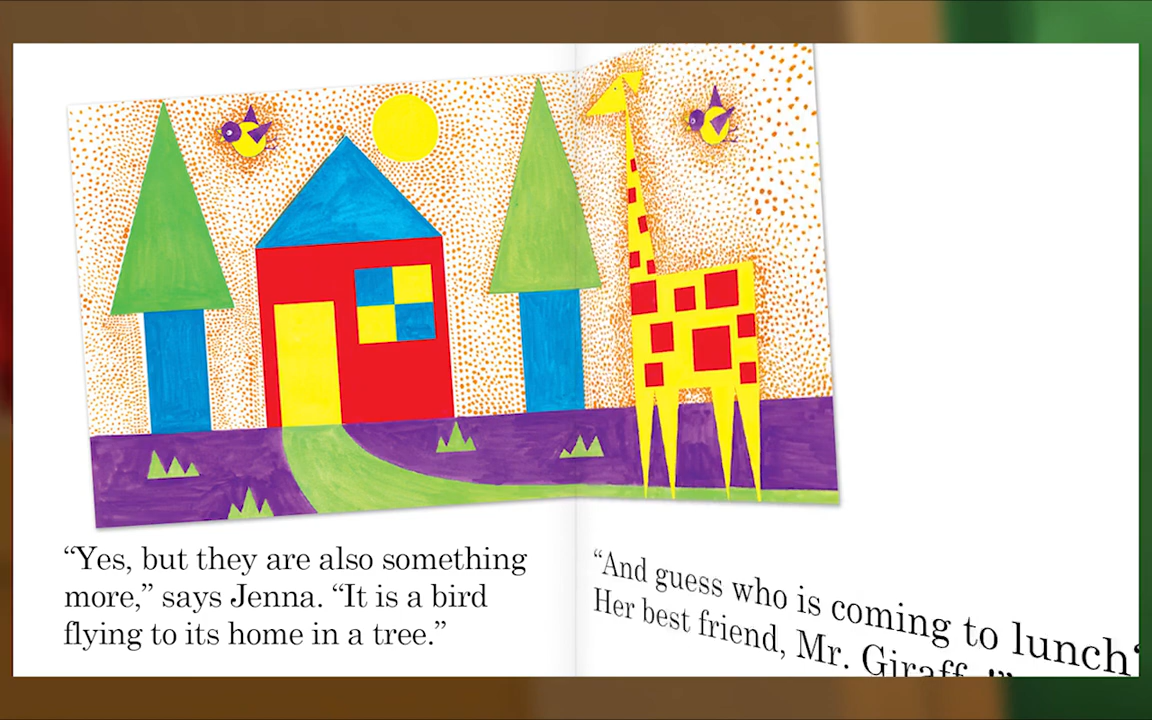 “Yes, but they are also something
more,” says Jenna. “It is a bird
flying to its home in a tree.”
“And guess who is coming to lunch
Her best friend, Mr.